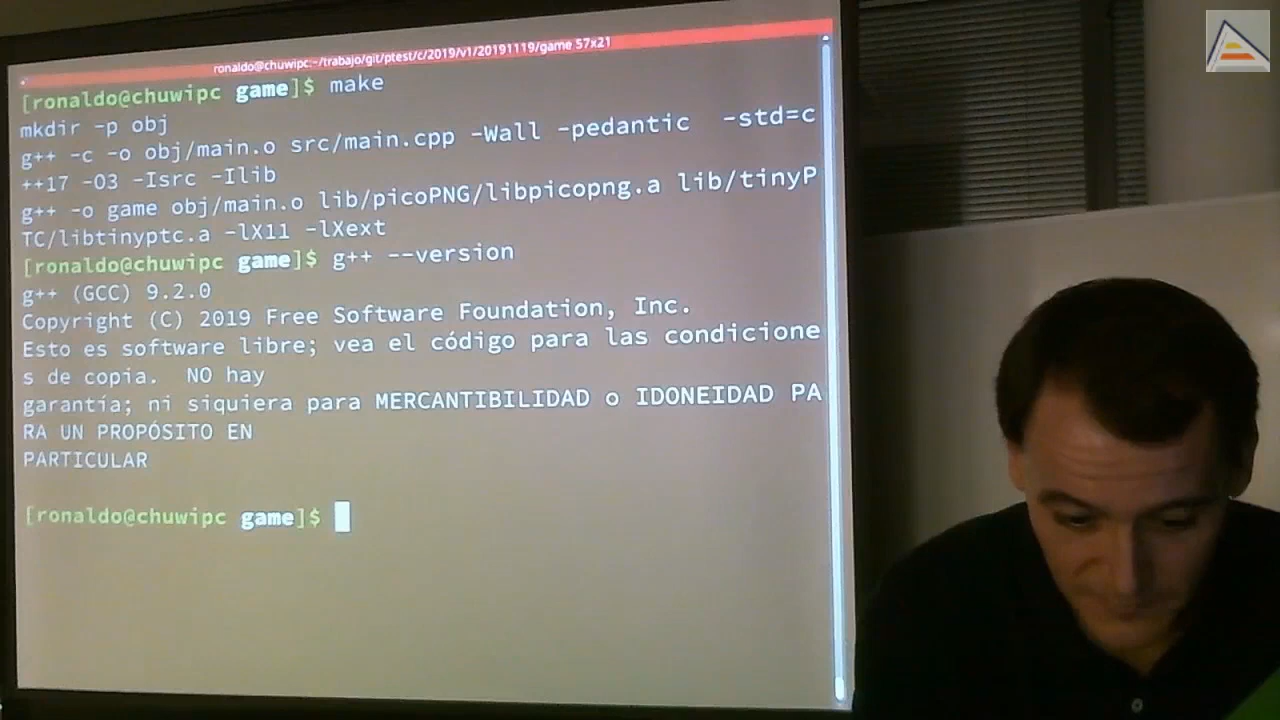 ronaldo@chuwipc:~/trabajo/git/ptest/c/2019/v1/20191119/game 57x21
[ronaldo@chuwipc game]$ make
mkdir -p obj
g++ -c -o obj/main.o src/main.cpp -Wall -pedantic  -std=c
++17 -O3 -Isrc -Ilib
g++ -o game obj/main.o lib/picoPNG/libpicopng.a lib/tinyP
TC/libtinyptc.a -lX11 -lXext
[ronaldo@chuwipc game]$ g++ --version
g++ (GCC) 9.2.0
Copyright (C) 2019 Free Software Foundation, Inc.
Esto es software libre; vea el código para las condicione
s de copia.  NO hay
garantía; ni siquiera para MERCANTIBILIDAD o IDONEIDAD PA
RA UN PROPÓSITO EN
PARTICULAR
[ronaldo@chuwipc game]$